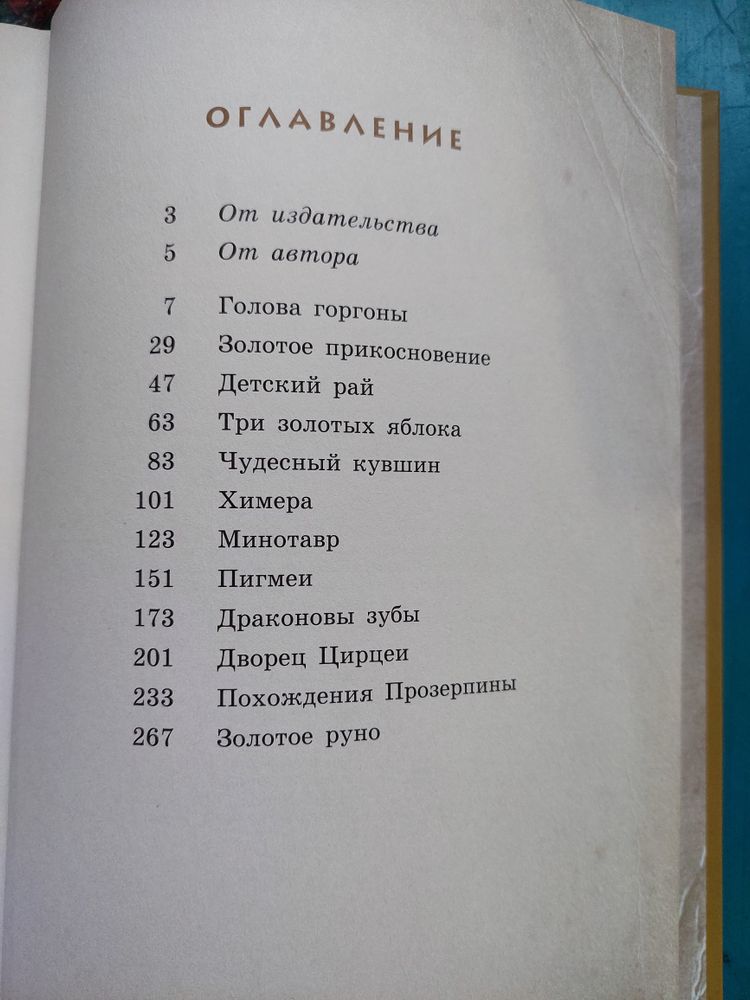 ОГЛАВЛЕНИЕ
3 От издательства
5 От автора
7 Голова горгоны
29 Золотое прикосновение
47 Детский рай
63 Три золотых яблока
83 Чудесный кувшин
101 Химера
123 Минотавр
151 Пигмеи
173 Драконовы зубы
201 Дворец Цирцеи
233 Похождения Прозерпины
267 Золотое руно